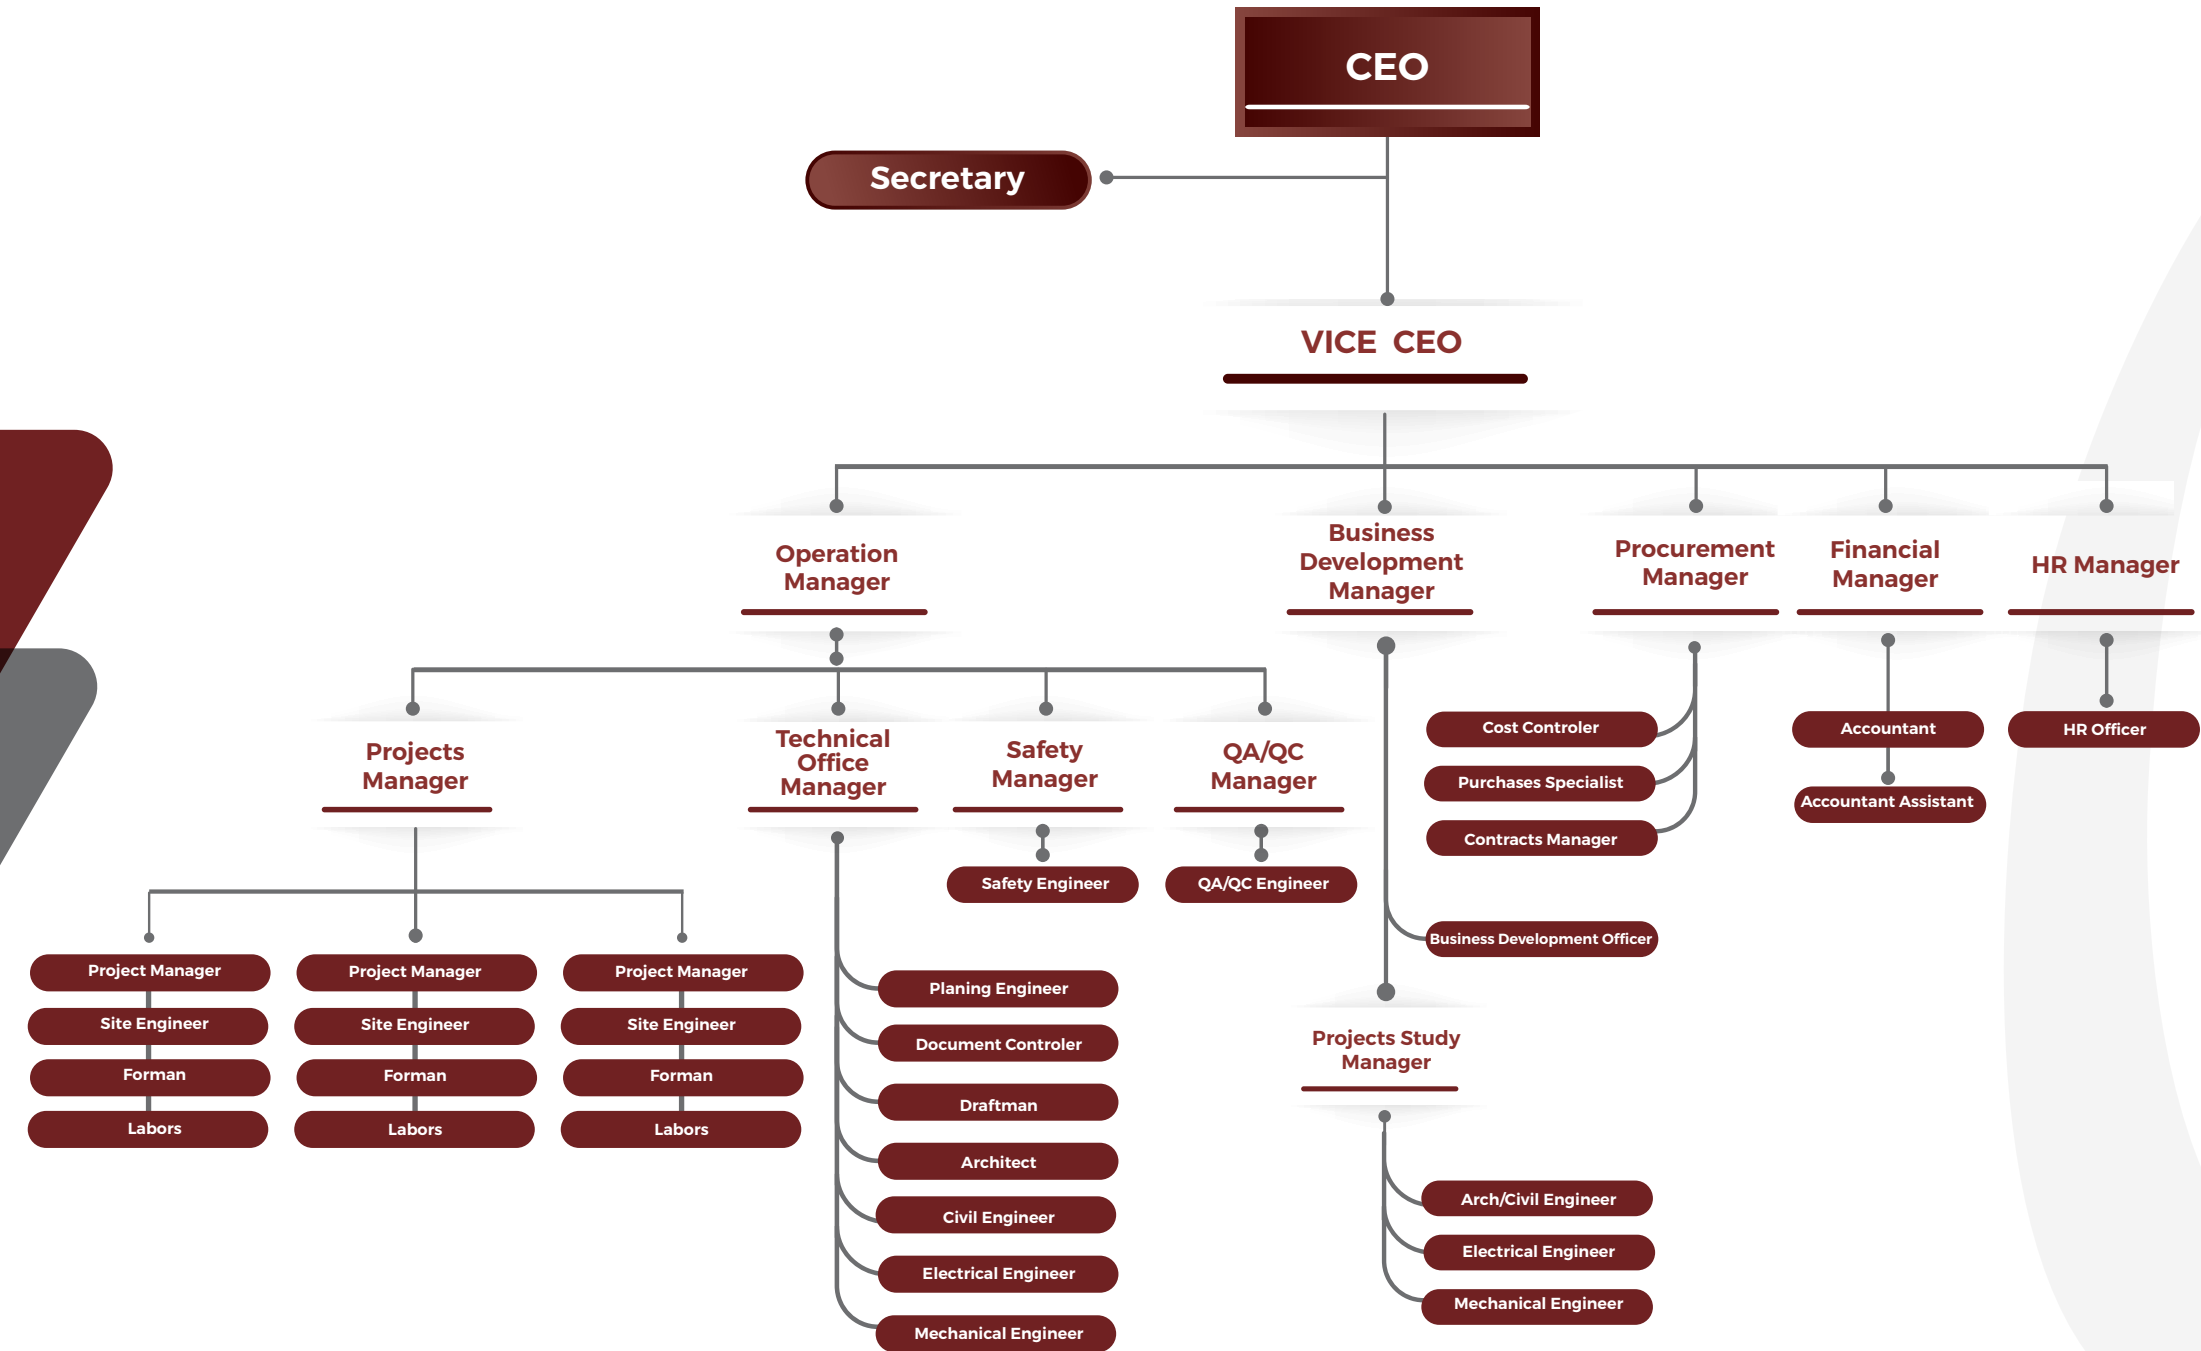 CEO
Secretary
VICE  CEO
Operation
Manager
Business
Development
Manager
Procurement
Manager
Financial
Manager
HR Manager
Projects
Manager
Technical
Office
Manager
Safety
Manager
QA/QC
Manager
Cost Controler
Purchases Specialist
Contracts Manager
Accountant
Accountant Assistant
HR Officer
Safety Engineer
QA/QC Engineer
Business Development Officer
Project Manager
Site Engineer
Forman
Labors
Project Manager
Site Engineer
Forman
Labors
Project Manager
Site Engineer
Forman
Labors
Planing Engineer
Document Controler
Draftman
Architect
Civil Engineer
Electrical Engineer
Mechanical Engineer
Projects Study
Manager
Arch/Civil Engineer
Electrical Engineer
Mechanical Engineer